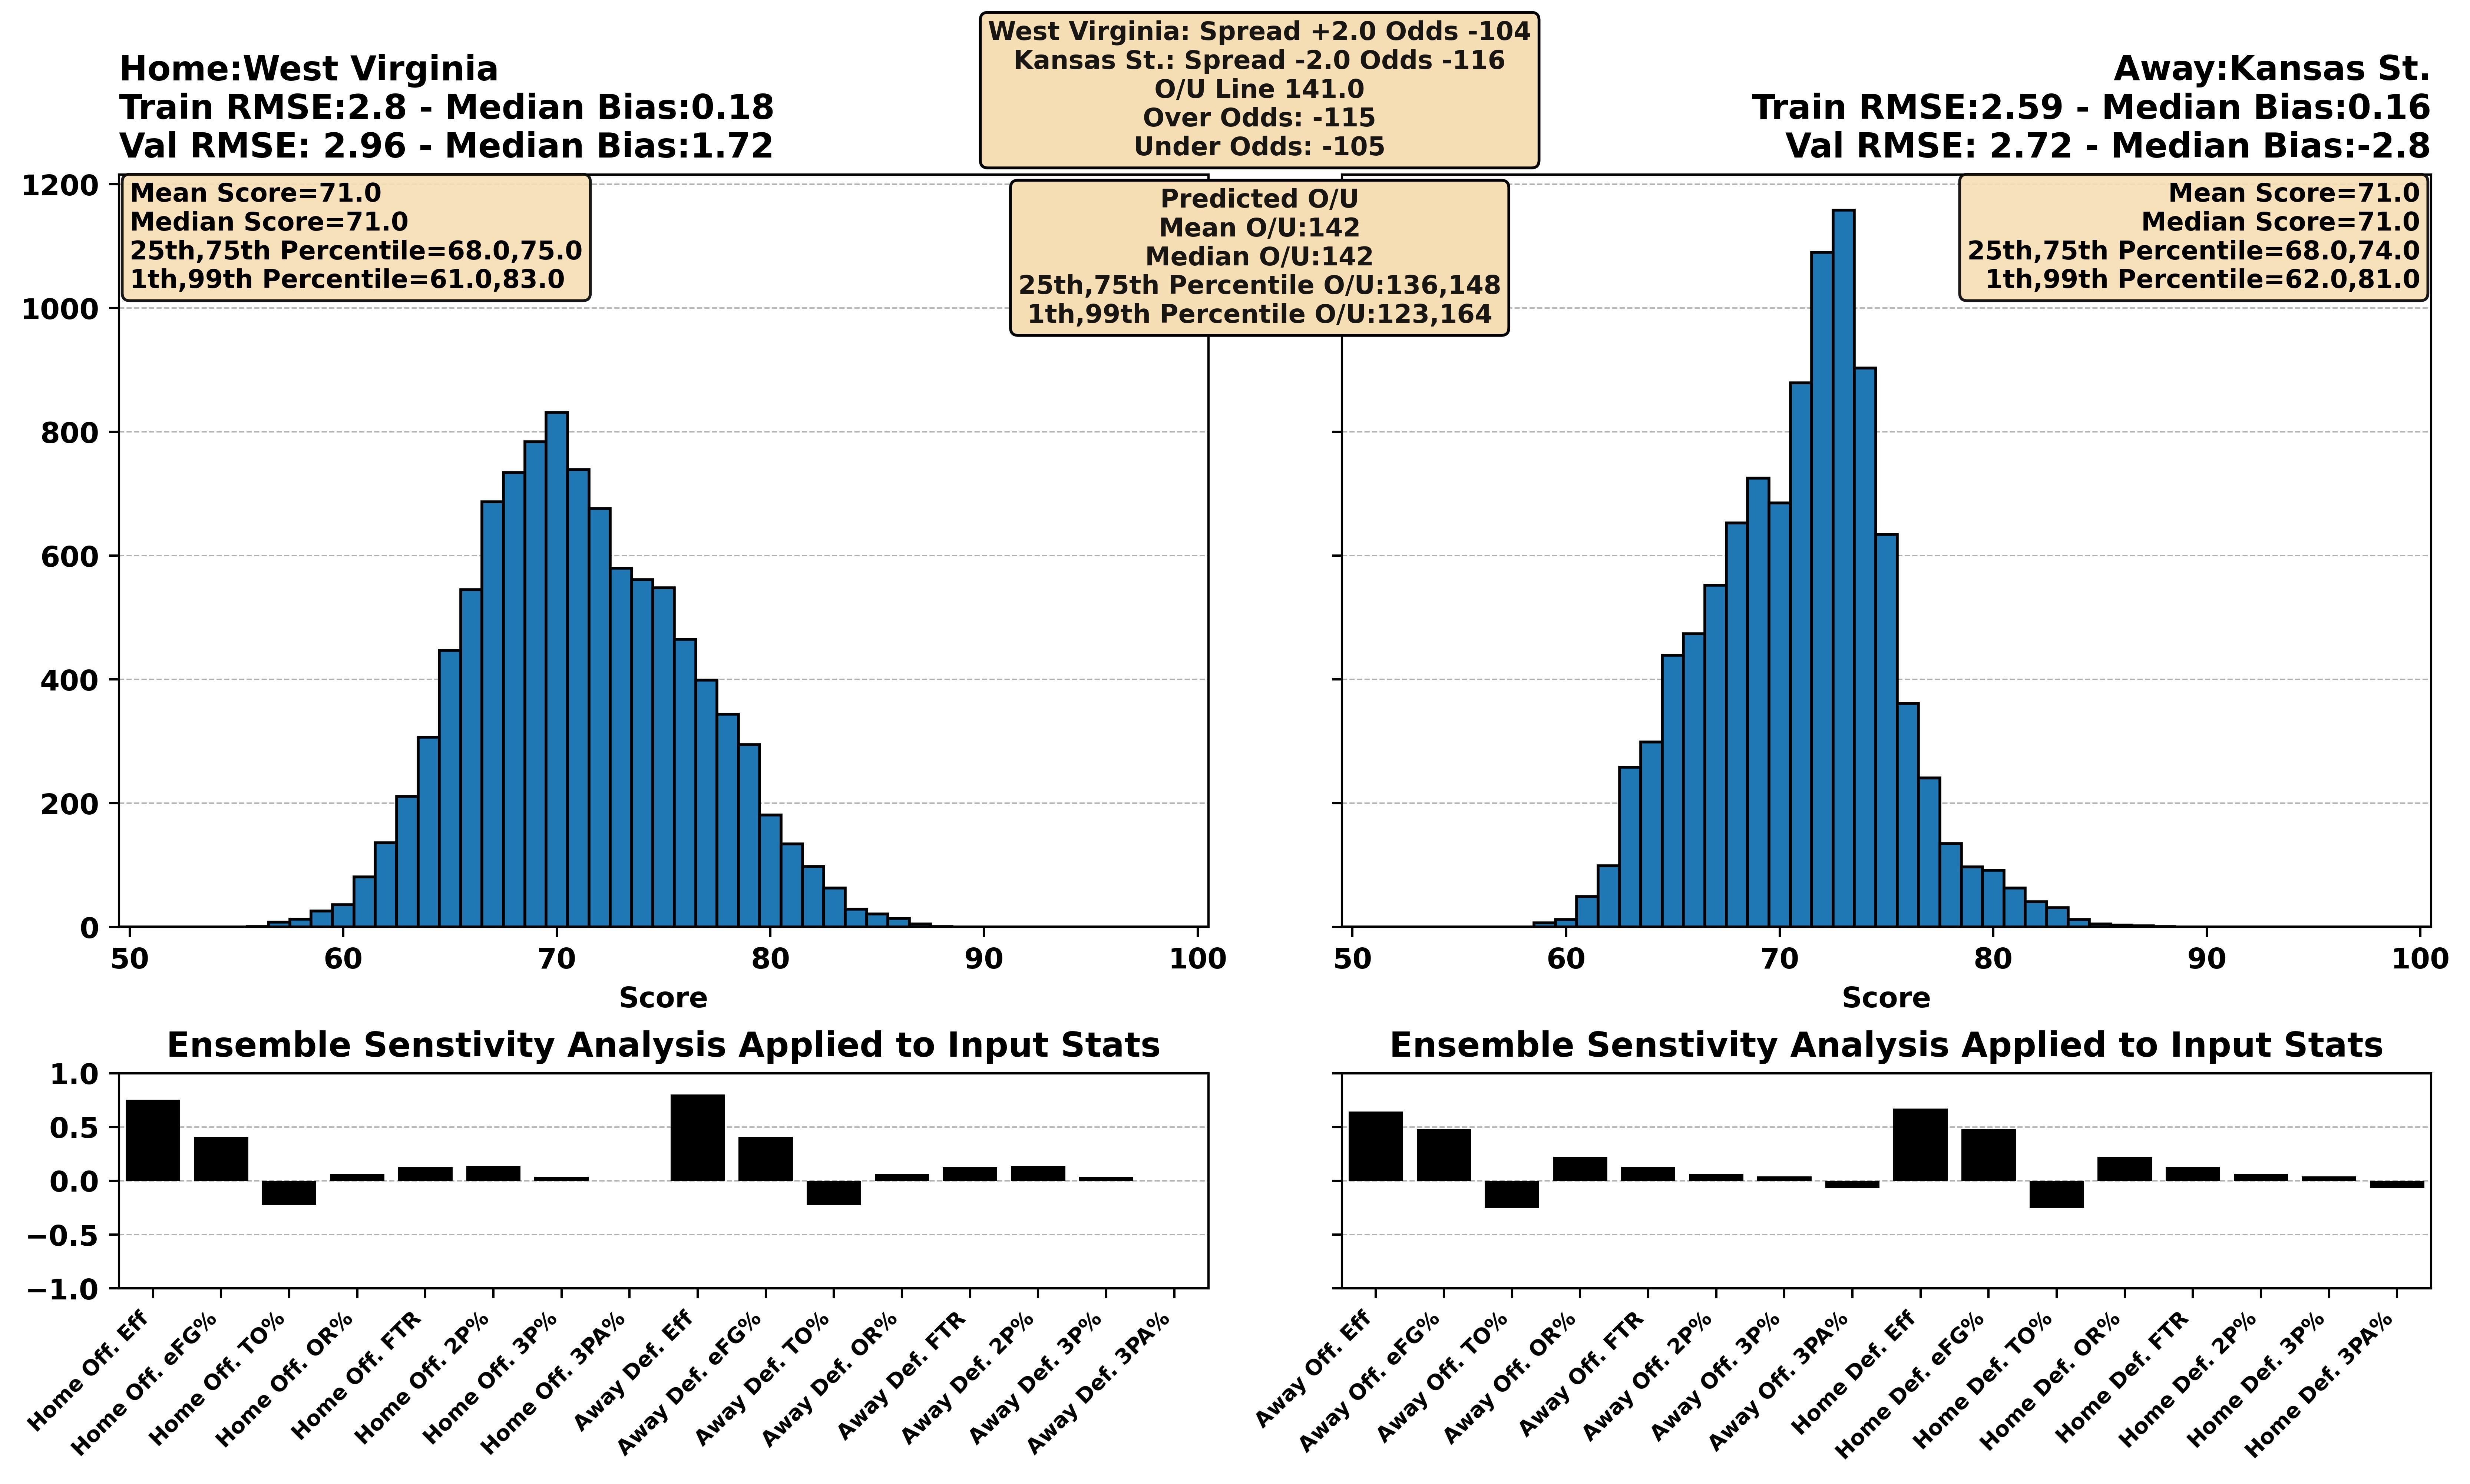 West Virginia: Spread +2.0 Odds -104
Kansas St.: Spread -2.0 Odds -116
O/U Line 141.0
Over Odds: -115
Under Odds: -105
Home:West Virginia
Train RMSE:2.8 - Median Bias:0.18
Val RMSE: 2.96 - Median Bias:1.72
Away:Kansas St.
Train RMSE:2.59 - Median Bias:0.16
Val RMSE: 2.72 - Median Bias:-2.8
Mean Score=71.0
Median Score=71.0
25th,75th Percentile=68.0,75.0
1th,99th Percentile=61.0,83.0
Predicted O/U
Mean O/U:142
Median O/U:142
25th,75th Percentile O/U:136,148
1th,99th Percentile O/U:123,164
Mean Score=71.0
Median Score=71.0
25th,75th Percentile=68.0,74.0
1th,99th Percentile=62.0,81.0
1200
1000
800
600
400
200
0
50 60 70 80 90 100
Score
50 60 70 80 90 100
Score
Ensemble Senstivity Analysis Applied to Input Stats
Ensemble Senstivity Analysis Applied to Input Stats
1.0
0.5
0.0
−0.5
−1.0
Home Off. Eff
Home Off. eFG%
Home Off. TO%
Home Off. OR%
Home Off. FTR
Home Off. 2P%
Home Off. 3P%
Home Off. 3PA%
Away Def. Eff
Away Def. eFG%
Away Def. TO%
Away Def. OR%
Away Def. FTR
Away Def. 2P%
Away Def. 3P%
Away Def. 3PA%
Away Off. Eff
Away Off. eFG%
Away Off. TO%
Away Off. OR%
Away Off. FTR
Away Off. 2P%
Away Off. 3P%
Away Off. 3PA%
Home Def. Eff
Home Def. eFG%
Home Def. TO%
Home Def. OR%
Home Def. FTR
Home Def. 2P%
Home Def. 3P%
Home Def. 3PA%